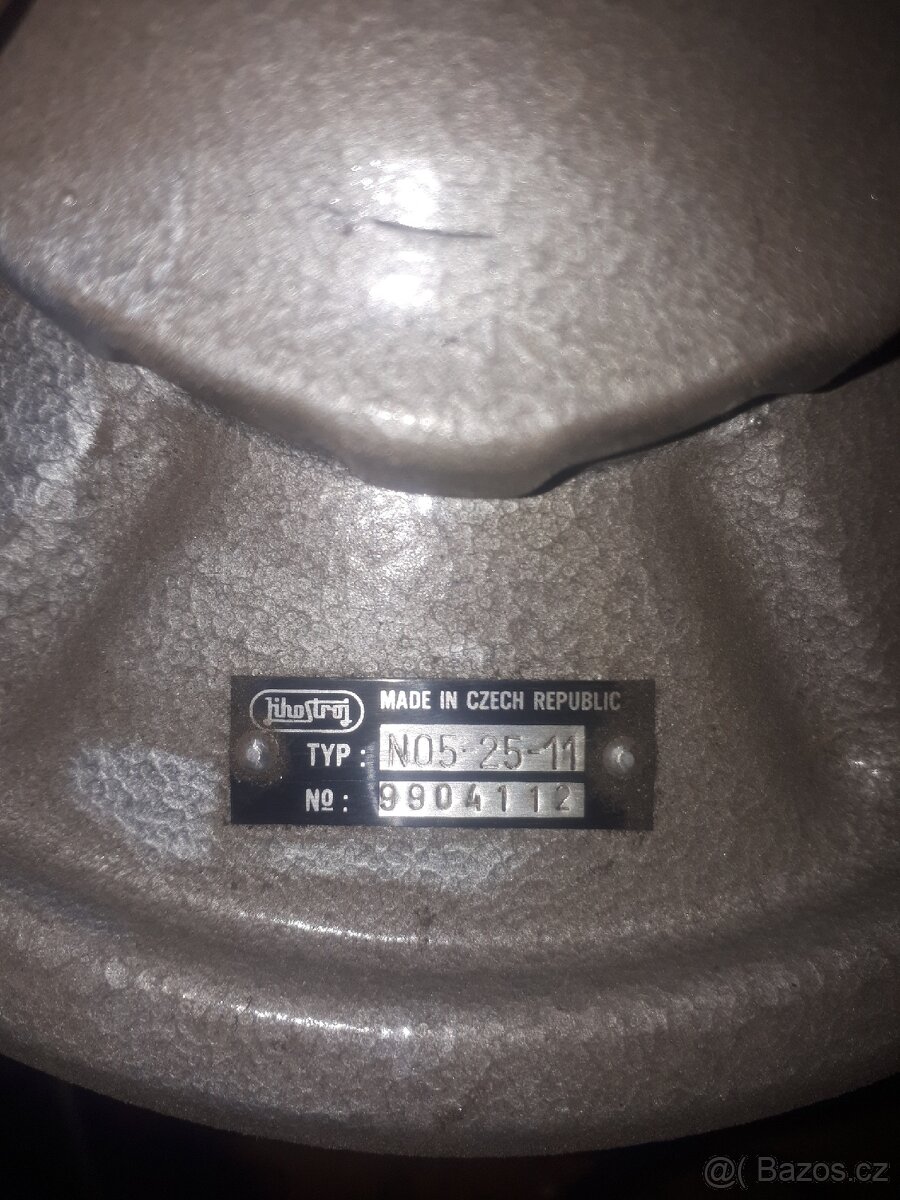 Jihostroj MADE IN CZECH REPUBLIC
TYP: N05·25-11
Nº: 9904112
@( Bazos.cz